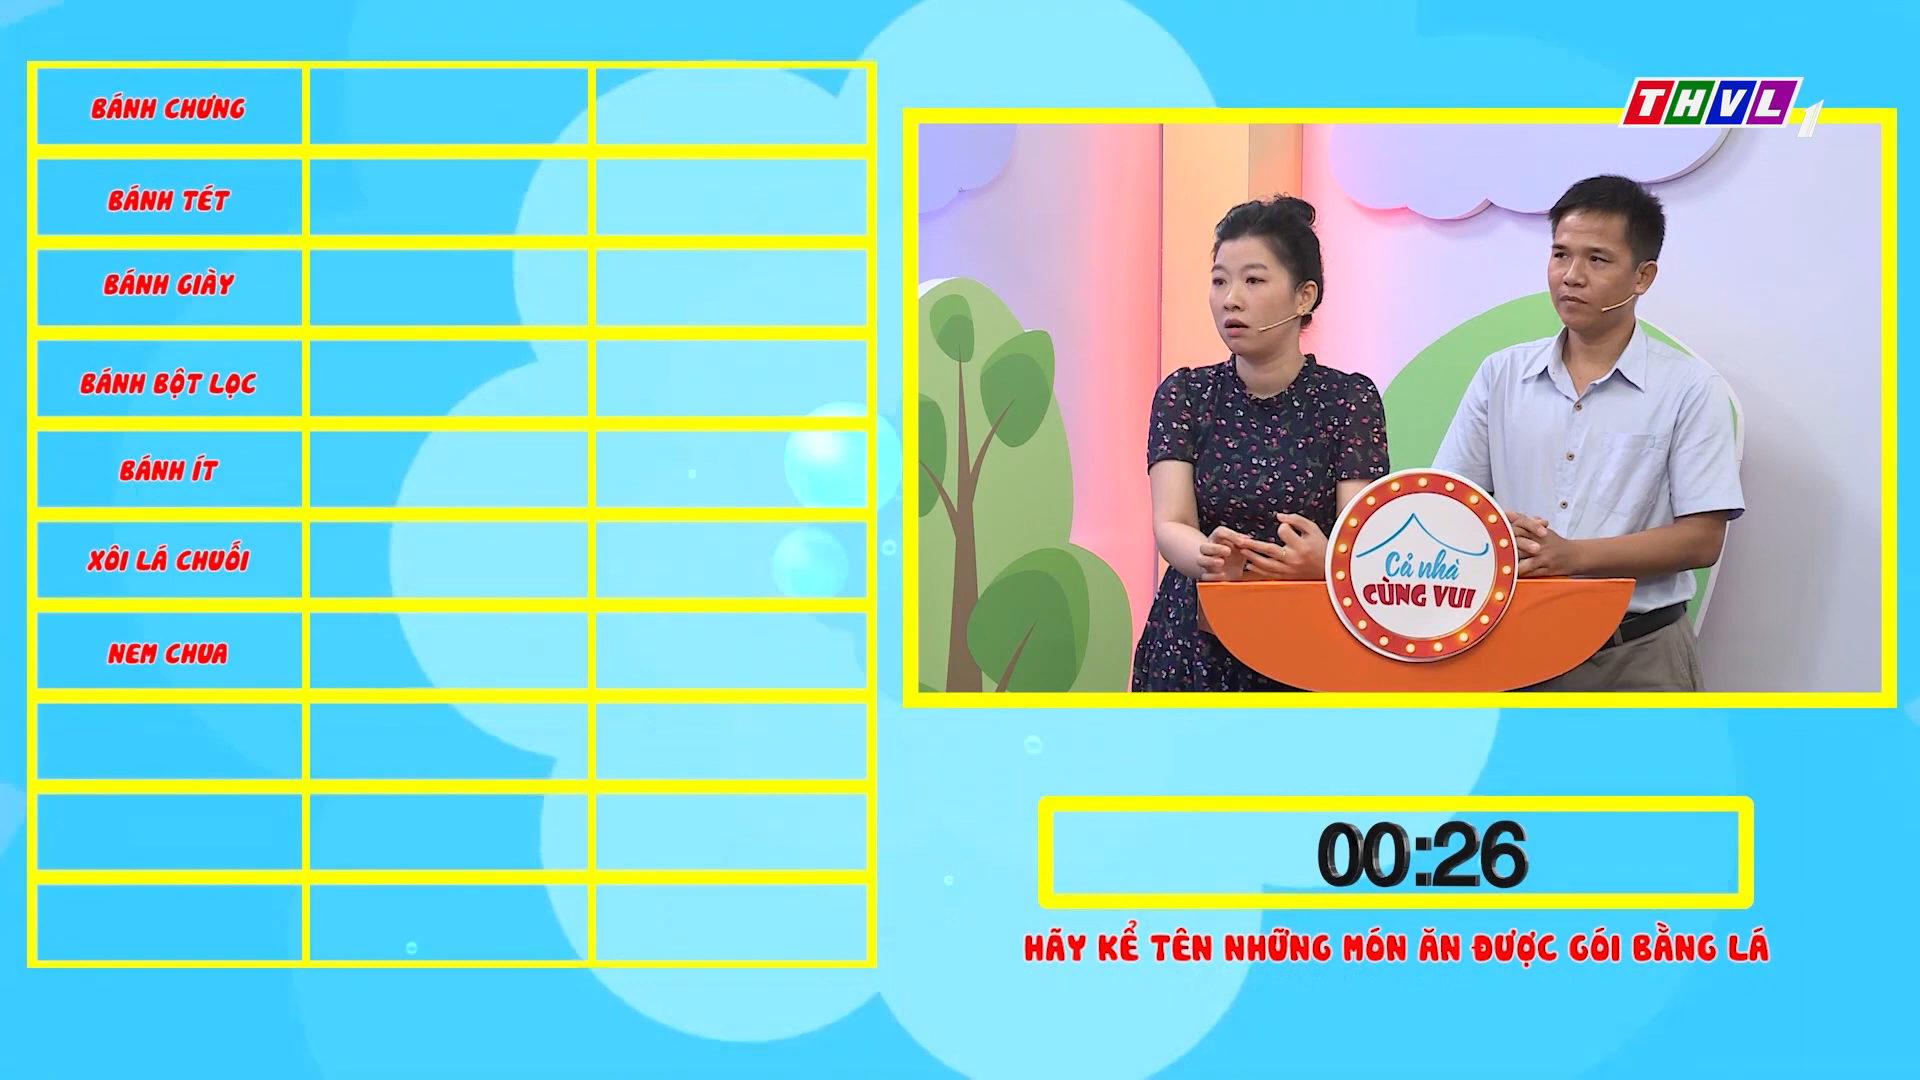 BÁNH CHƯNG
BÁNH TÉT
BÁNH GIÀY
BÁNH BỘT LỌC
BÁNH ÍT
XÔI LÁ CHUỐI
NEM CHUA
THVL1
Cả nhà
CÙNG VUI
00:26
HÃY KỂ TÊN NHỮNG MÓN ĂN ĐƯỢC GÓI BẰNG LÁ